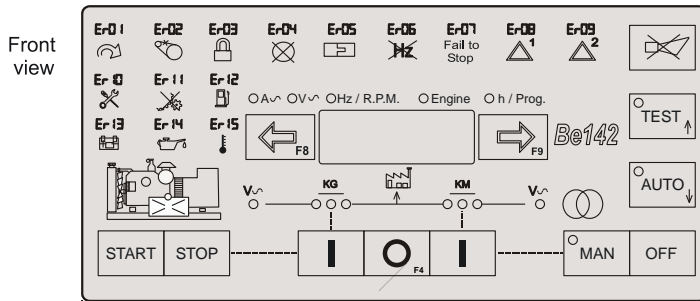 Front
view
Er01 Er02 Er03 Er04 Er05 Er06 Er07 Er08 Er09
Hz Fail to
Stop 1 2
Er10 Er11 Er12
A V Hz / R.P.M. Engine h / Prog.
Er13 Er14 Er15
F8 F9 Be142
TEST
AUTO
V KG KM V
START STOP I O F4 I MAN OFF